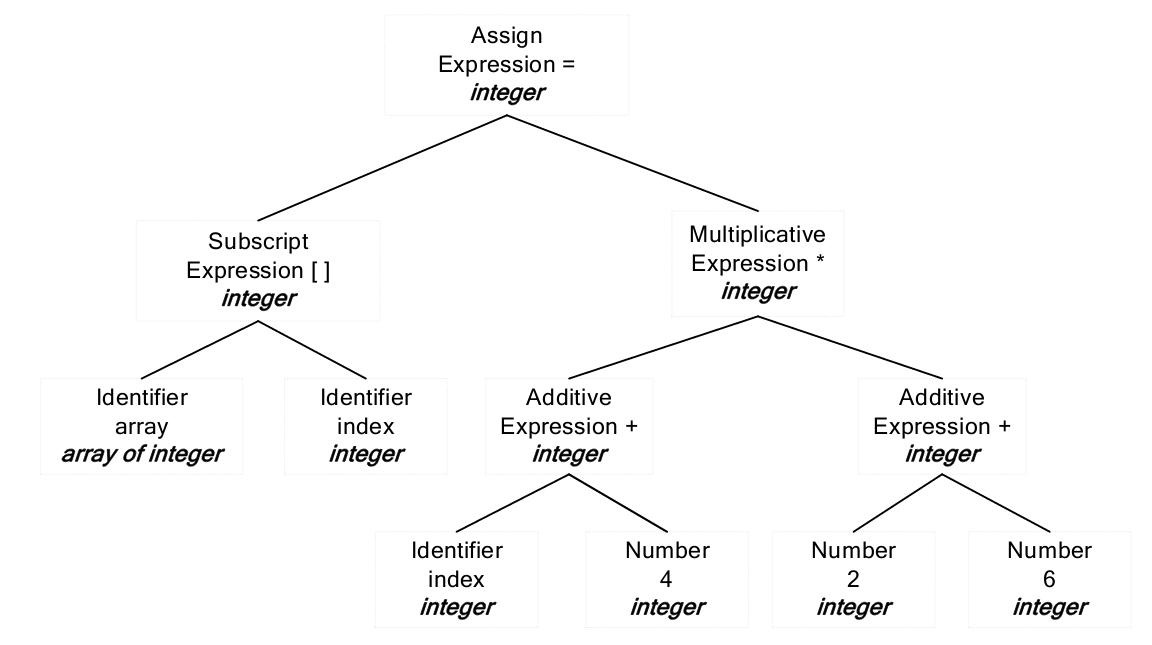 Assign
Expression =
integer
Subscript
Expression [ ]
integer
Multiplicative
Expression *
integer
Identifier
array
array of integer
Identifier
index
integer
Additive
Expression +
integer
Additive
Expression +
integer
Identifier
index
integer
Number
4
integer
Number
2
integer
Number
6
integer